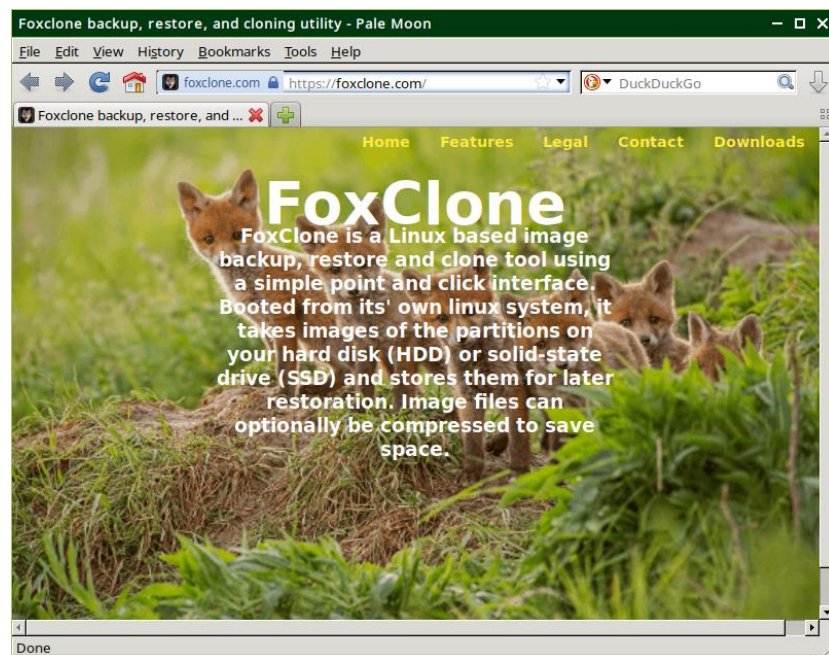 Foxclone backup, restore, and cloning utility - Pale Moon
File Edit View History Bookmarks Tools Help
foxclone.com https://foxclone.com/ DuckDuckGo
Foxclone backup, restore, and ...
Home Features Legal Contact Downloads
FoxClone
FoxClone is a Linux based image
backup, restore and clone tool using
a simple point and click interface.
Booted from its' own linux system, it
takes images of the partitions on
your hard disk (HDD) or solid-state
drive (SSD) and stores them for later
restoration. Image files can
optionally be compressed to save
space.
Done